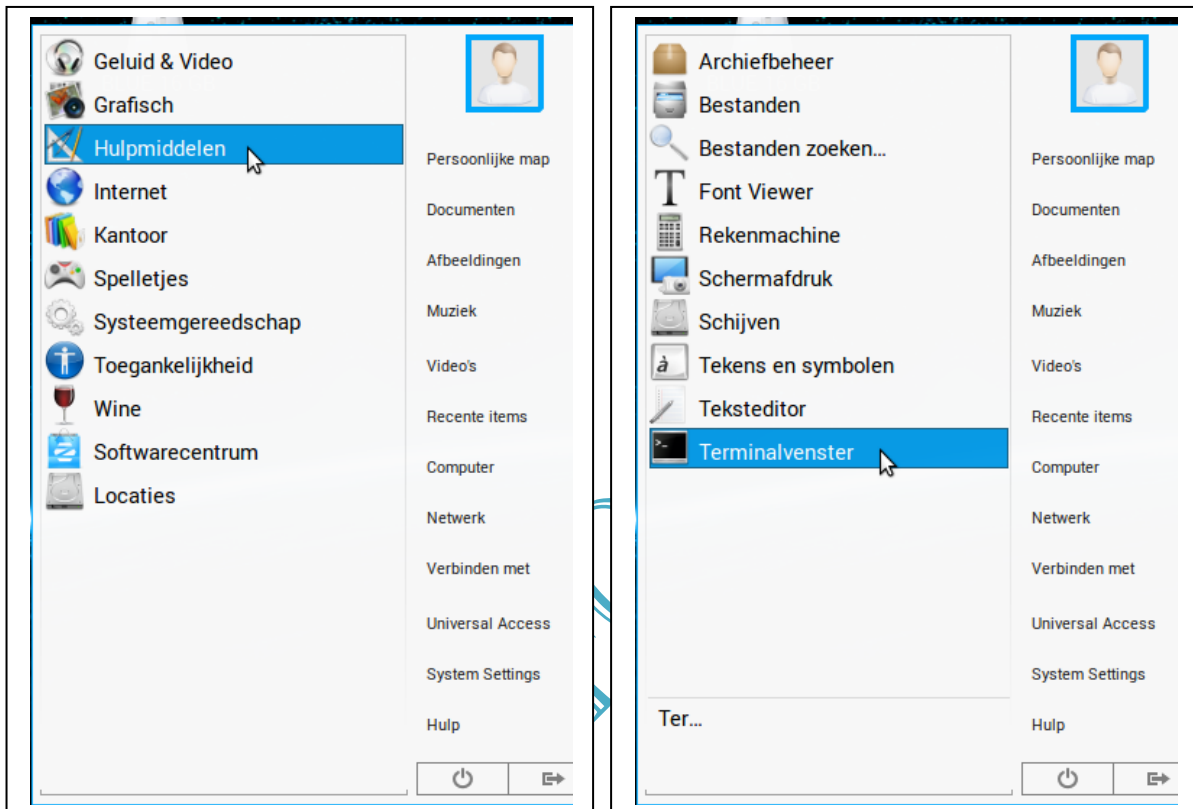 Geluid & Video
Grafisch
Hulpmiddelen
Internet
Kantoor
Spelletjes
Systeemgereedschap
Toegankelijkheid
Wine
Softwarecentrum
Locaties
Persoonlijke map
Documenten
Afbeeldingen
Muziek
Video's
Recente items
Computer
Netwerk
Verbinden met
Universal Access
System Settings
Hulp
Archiefbeheer
Bestanden
Bestanden zoeken...
Font Viewer
Rekenmachine
Schermafdruk
Schijven
Tekens en symbolen
Teksteditor
Terminalvenster
Ter...
Persoonlijke map
Documenten
Afbeeldingen
Muziek
Video's
Recente items
Computer
Netwerk
Verbinden met
Universal Access
System Settings
Hulp